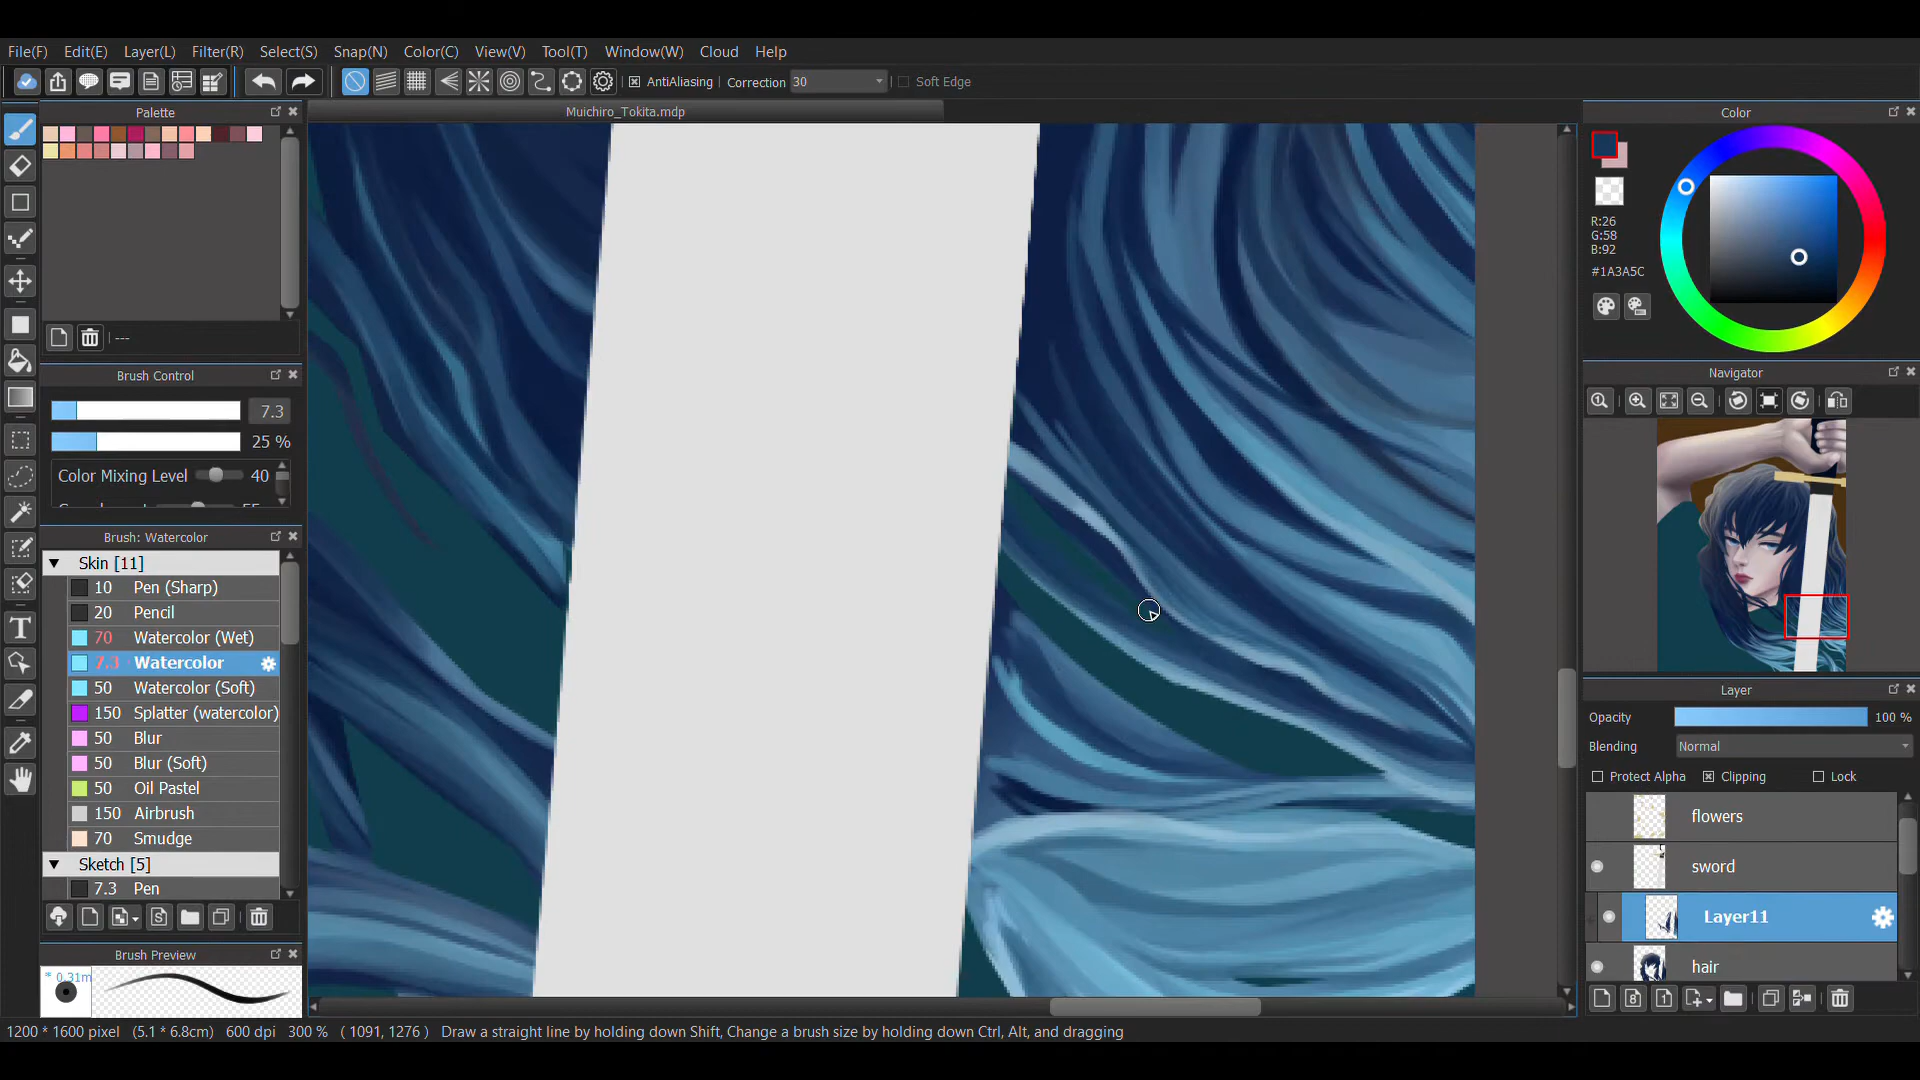 File(F) Edit(E) Layer(L) Filter(R) Select(S) Snap(N) Color(C) View(V) Tool(T) Window(W) Cloud Help
AntiAliasing Correction 30 Soft Edge
Palette
Muichiro_Tokita.mdp
Color
R:26
G:58
B:92
#1A3A5C
---
Brush Control
7.3
25 %
Color Mixing Level 40
Navigator
Brush: Watercolor
Skin [11]
10 Pen (Sharp)
20 Pencil
70 Watercolor (Wet)
7.3 Watercolor
50 Watercolor (Soft)
150 Splatter (watercolor)
50 Blur
50 Blur (Soft)
50 Oil Pastel
150 Airbrush
70 Smudge
Sketch [5]
7.3 Pen
Brush Preview
* 0.31m
Layer
Opacity 100 %
Blending Normal
Protect Alpha Clipping Lock
flowers
sword
Layer11
hair
1200 * 1600 pixel (5.1 * 6.8cm) 600 dpi 300 % ( 1091, 1276 ) Draw a straight line by holding down Shift, Change a brush size by holding down Ctrl, Alt, and dragging